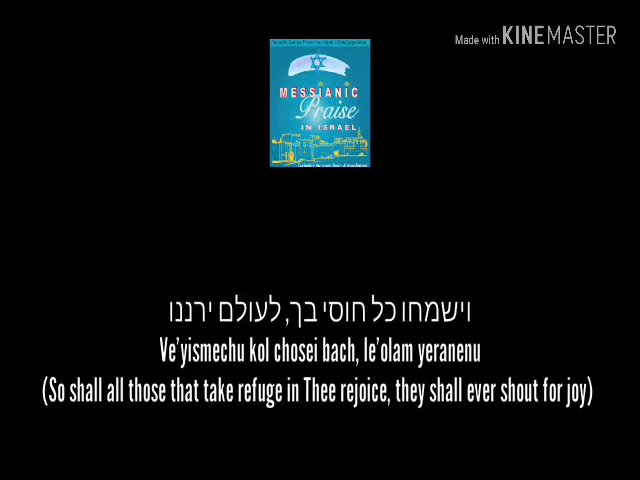 Made with KINEMASTER
MESSIANIC
Praise
IN ISRAEL
וישמחו כל חוסי בך, לעולם ירננו
Ve'yismechu kol chosei bach, le'olam yeranenu
(So shall all those that take refuge in Thee rejoice, they shall ever shout for joy)